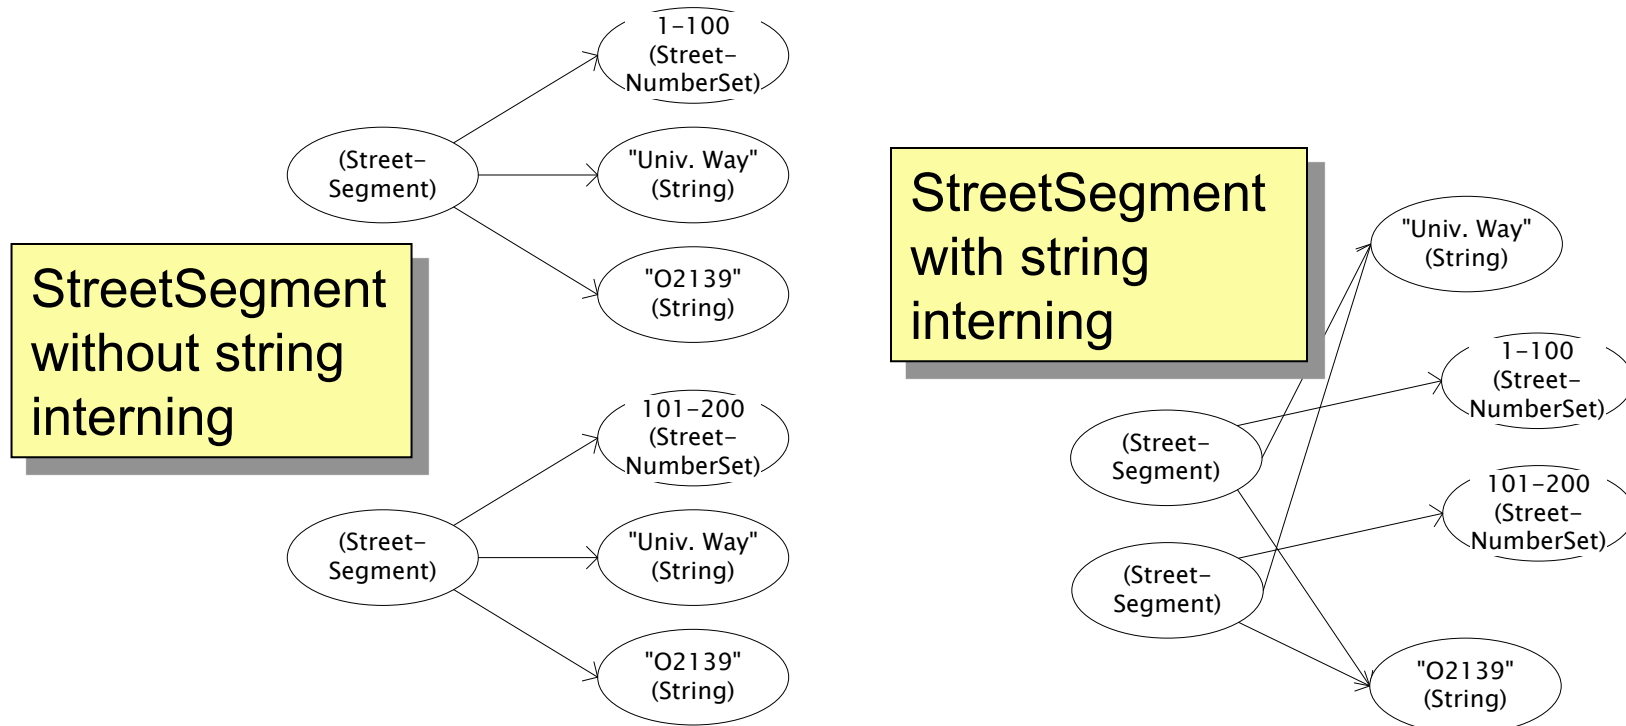 1-100
(Street-
NumberSet)
(Street-
Segment)
"Univ. Way"
(String)
"O2139"
(String)
StreetSegment
without string
interning
101-200
(Street-
NumberSet)
(Street-
Segment)
"Univ. Way"
(String)
"O2139"
(String)
StreetSegment
with string
interning
"Univ. Way"
(String)
1-100
(Street-
NumberSet)
(Street-
Segment)
101-200
(Street-
NumberSet)
(Street-
Segment)
"O2139"
(String)